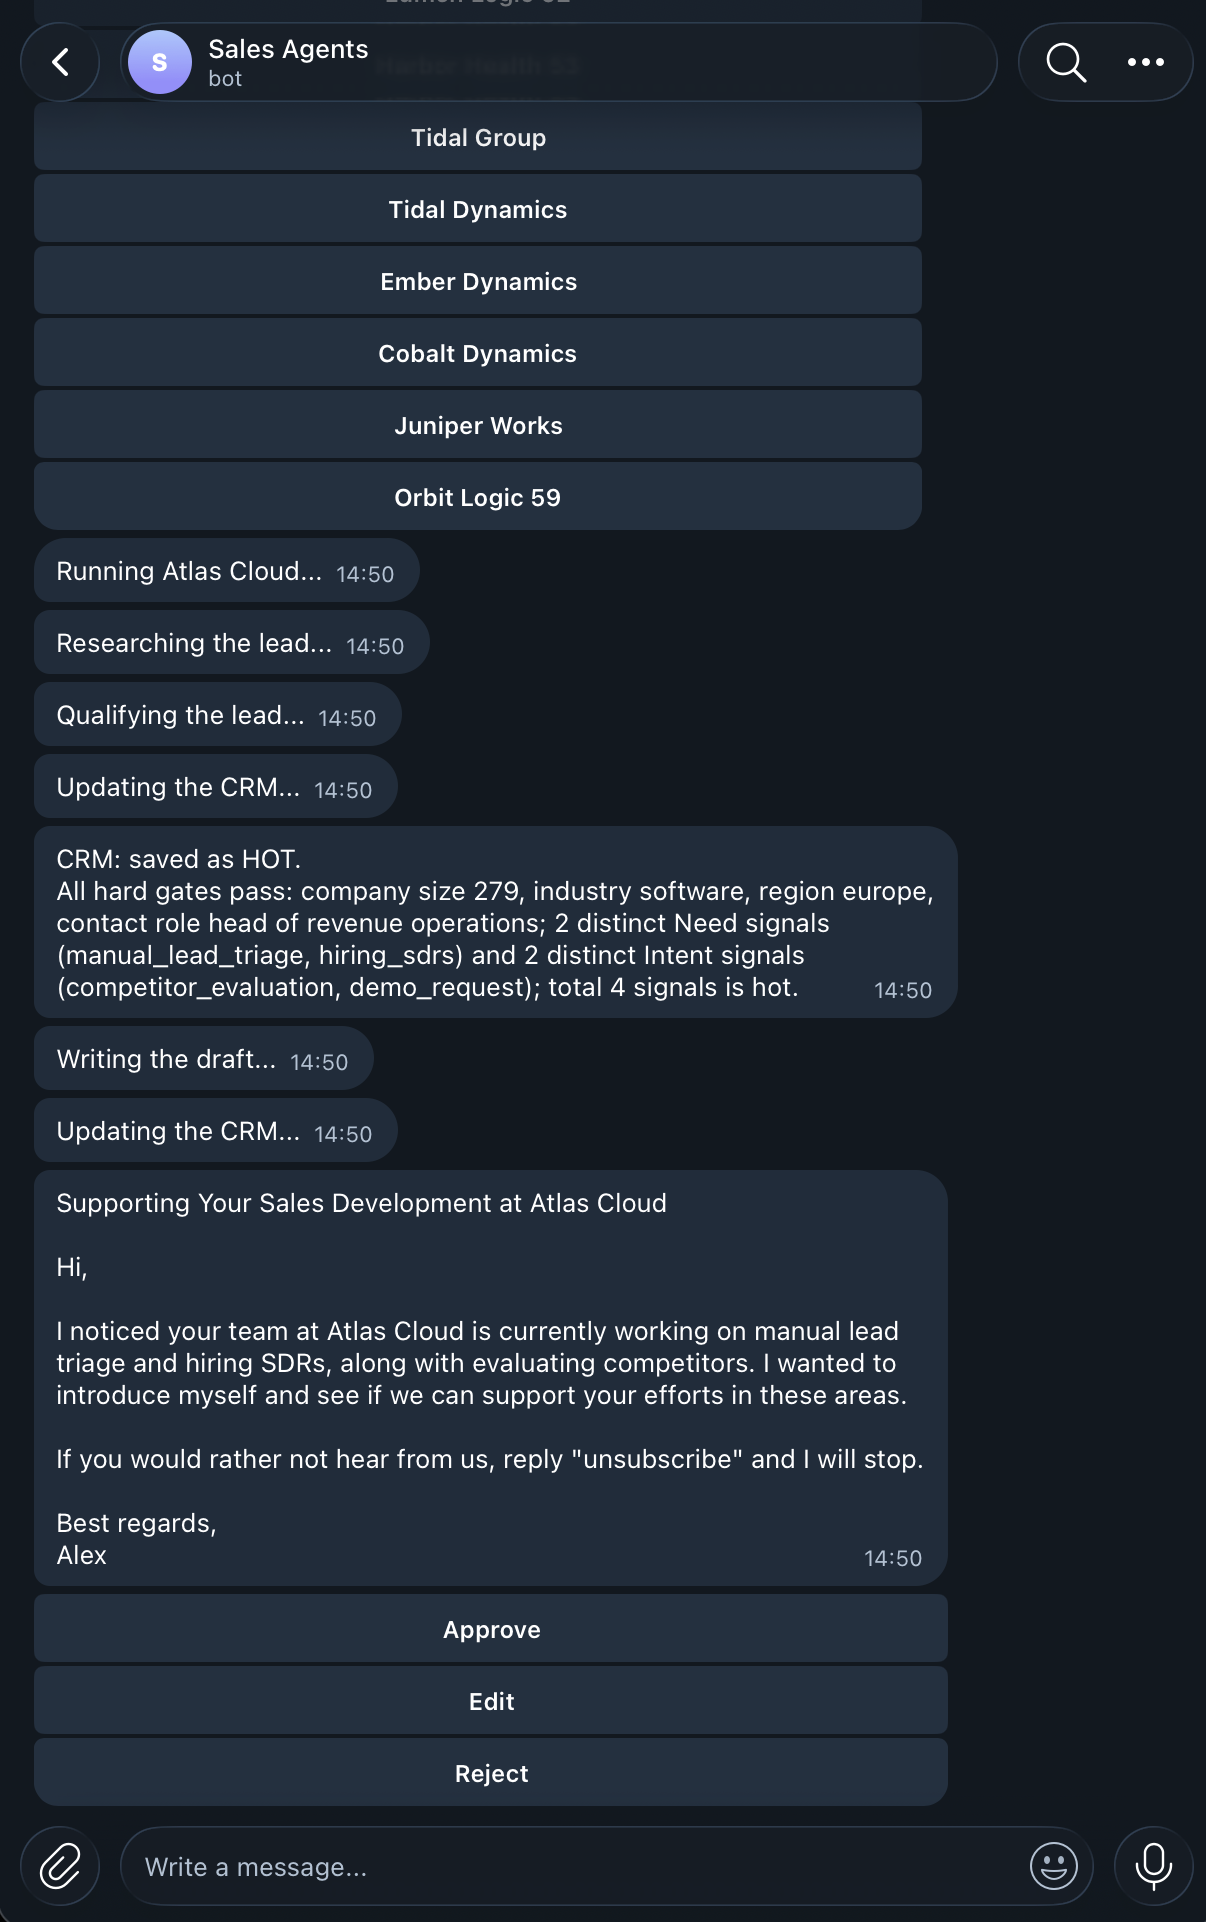 Sales Agents
bot
S
Tidal Group
Tidal Dynamics
Ember Dynamics
Cobalt Dynamics
Juniper Works
Orbit Logic 59
Running Atlas Cloud... 14:50
Researching the lead... 14:50
Qualifying the lead... 14:50
Updating the CRM... 14:50
CRM: saved as HOT.
All hard gates pass: company size 279, industry software, region europe,
contact role head of revenue operations; 2 distinct Need signals
(manual_lead_triage, hiring_sdrs) and 2 distinct Intent signals
(competitor_evaluation, demo_request); total 4 signals is hot. 14:50
Writing the draft... 14:50
Updating the CRM... 14:50
Supporting Your Sales Development at Atlas Cloud
Hi,
I noticed your team at Atlas Cloud is currently working on manual lead
triage and hiring SDRs, along with evaluating competitors. I wanted to
introduce myself and see if we can support your efforts in these areas.
If you would rather not hear from us, reply "unsubscribe" and I will stop.
Best regards,
Alex 14:50
Approve
Edit
Reject
Write a message...